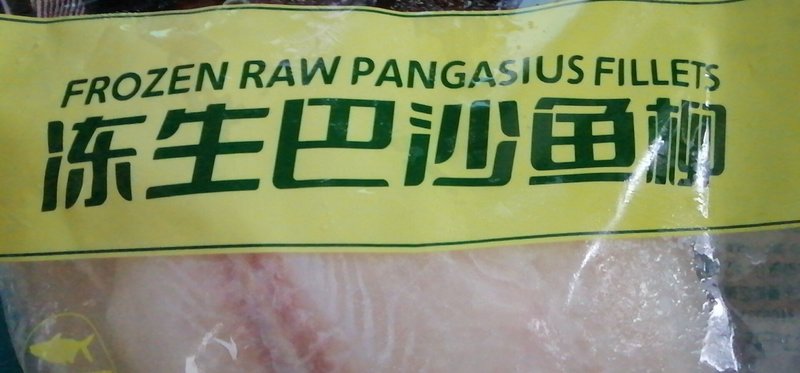 FROZEN RAW PANGASIUS FILLETS
冻生巴沙鱼柳